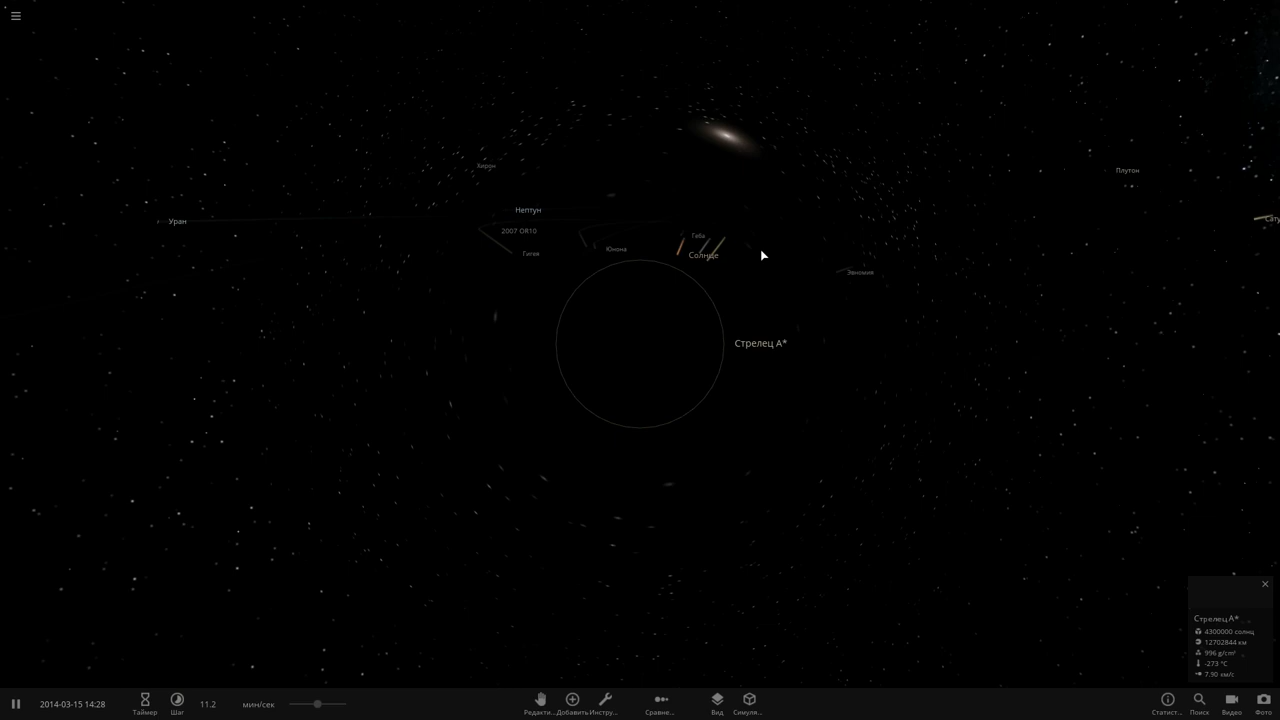 Хирон
Плутон
Нептун
Уран
2007 OR10
Геба
Юнона
Гигея
Солнце
Эвномия
Стрелец A*
Стрелец A*
4300000 солнц
12702844 км
996 g/cm³
-273 °C
7.90 км/с
2014-03-15 14:28
Таймер
Шаг
11.2
мин/сек
Редакти...
Добавить
Инстру...
Сравне...
Вид
Симуля...
Статист...
Поиск
Видео
Фото